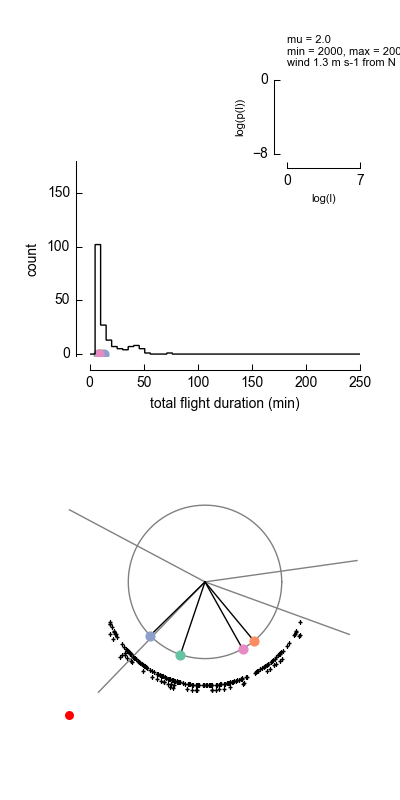 mu = 2.0
min = 2000, max = 200
wind 1.3 m s-1 from N
log(p(l))
0
−8
0 7
log(l)
count
150
100
50
0
0 50 100 150 200 250
total flight duration (min)